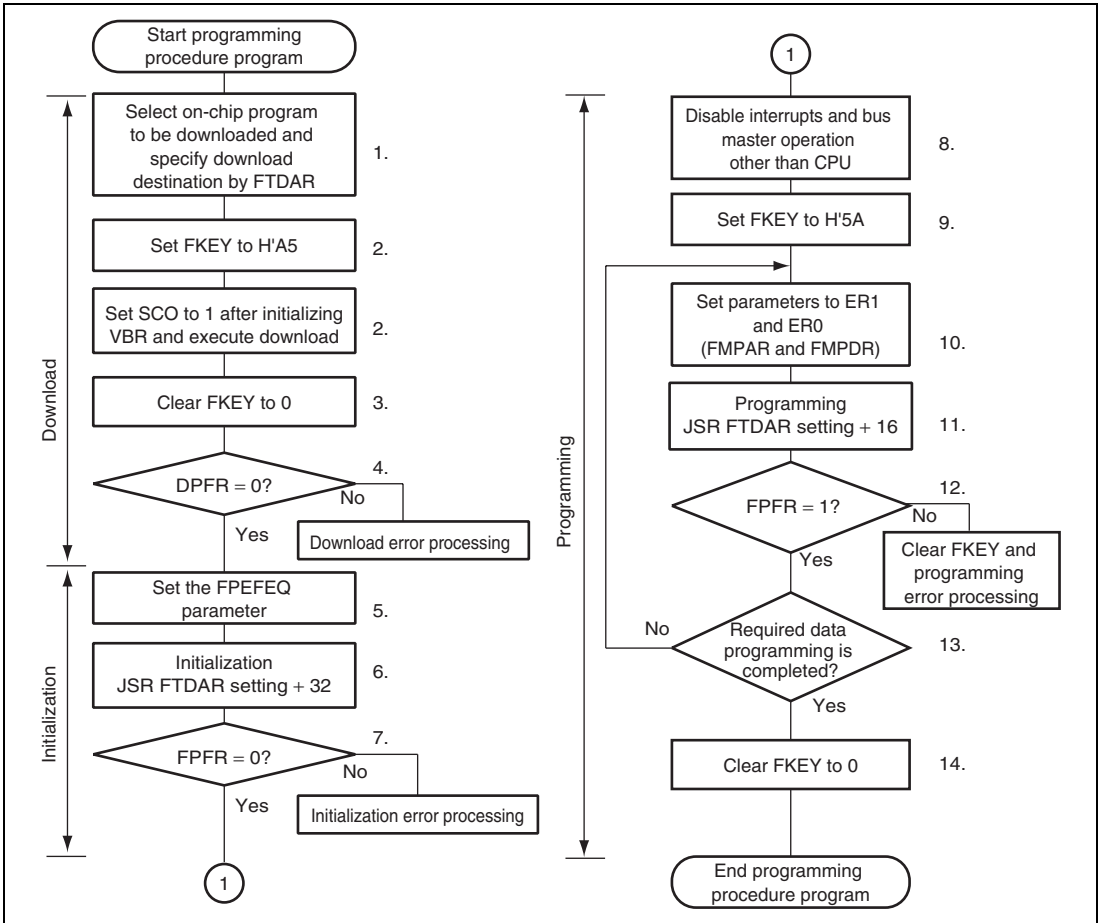 Start programming
procedure program
Download
Select on-chip program
to be downloaded and
specify download
destination by FTDAR
1.
Set FKEY to H'A5
2.
Set SCO to 1 after initializing
VBR and execute download
2.
Clear FKEY to 0
3.
DPFR = 0?
4.
No
Yes
Download error processing
Initialization
Set the FPEFEQ
parameter
5.
Initialization
JSR FTDAR setting + 32
6.
FPFR = 0?
7.
No
Yes
Initialization error processing
1
1
Programming
Disable interrupts and bus
master operation
other than CPU
8.
Set FKEY to H'5A
9.
Set parameters to ER1
and ER0
(FMPAR and FMPDR)
10.
Programming
JSR FTDAR setting + 16
11.
FPFR = 1?
12.
No
Yes
Clear FKEY and
programming
error processing
Required data
programming is
completed?
13.
No
Yes
Clear FKEY to 0
14.
End programming
procedure program